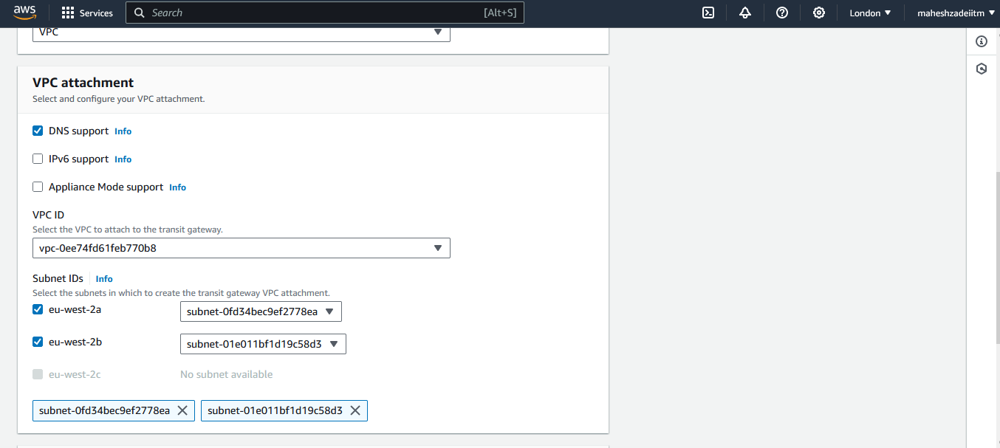 aws Services Search [Alt+S] London maheshzadeiitm
VPC
VPC attachment
Select and configure your VPC attachment.
DNS support Info
IPv6 support Info
Appliance Mode support Info
VPC ID
Select the VPC to attach to the transit gateway.
vpc-0ee74fd61feb770b8
Subnet IDs Info
Select the subnets in which to create the transit gateway VPC attachment.
eu-west-2a subnet-0fd34bec9ef2778ea
eu-west-2b subnet-01e011bf1d19c58d3
eu-west-2c No subnet available
subnet-0fd34bec9ef2778ea subnet-01e011bf1d19c58d3